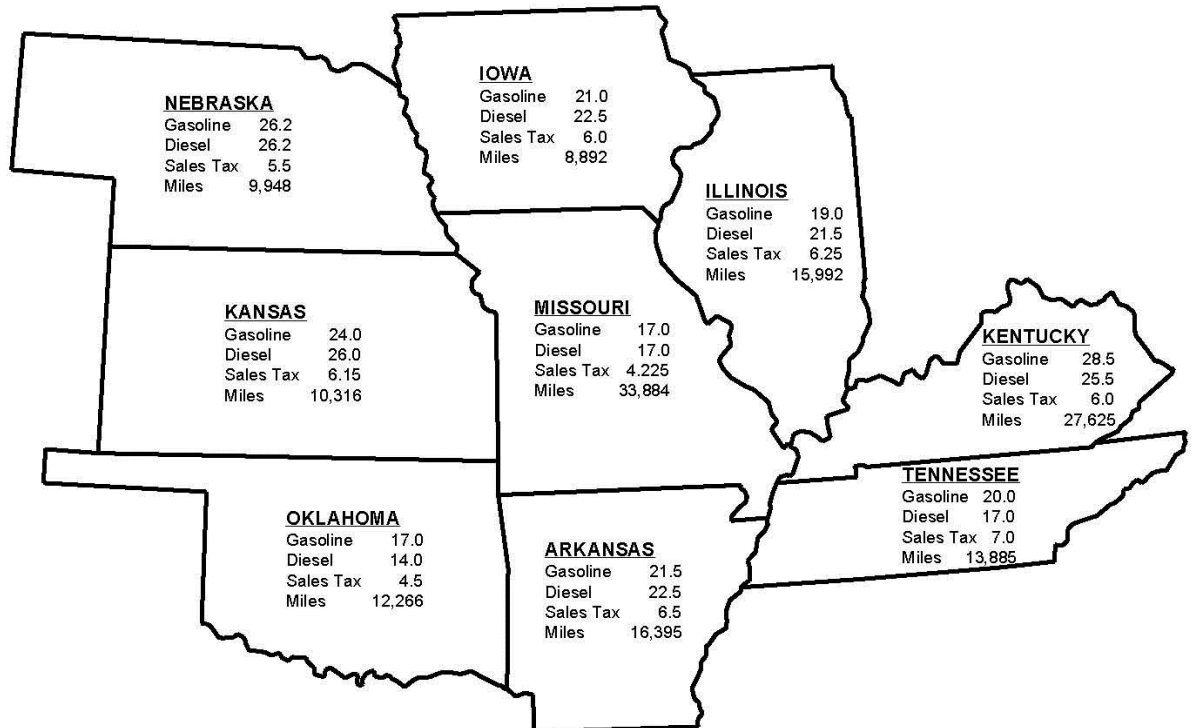 NEBRASKA
Gasoline 26.2
Diesel 26.2
Sales Tax 5.5
Miles 9,948
IOWA
Gasoline 21.0
Diesel 22.5
Sales Tax 6.0
Miles 8,892
ILLINOIS
Gasoline 19.0
Diesel 21.5
Sales Tax 6.25
Miles 15,992
KANSAS
Gasoline 24.0
Diesel 26.0
Sales Tax 6.15
Miles 10,316
MISSOURI
Gasoline 17.0
Diesel 17.0
Sales Tax 4.225
Miles 33,884
KENTUCKY
Gasoline 28.5
Diesel 25.5
Sales Tax 6.0
Miles 27,625
OKLAHOMA
Gasoline 17.0
Diesel 14.0
Sales Tax 4.5
Miles 12,266
ARKANSAS
Gasoline 21.5
Diesel 22.5
Sales Tax 6.5
Miles 16,395
TENNESSEE
Gasoline 20.0
Diesel 17.0
Sales Tax 7.0
Miles 13,885